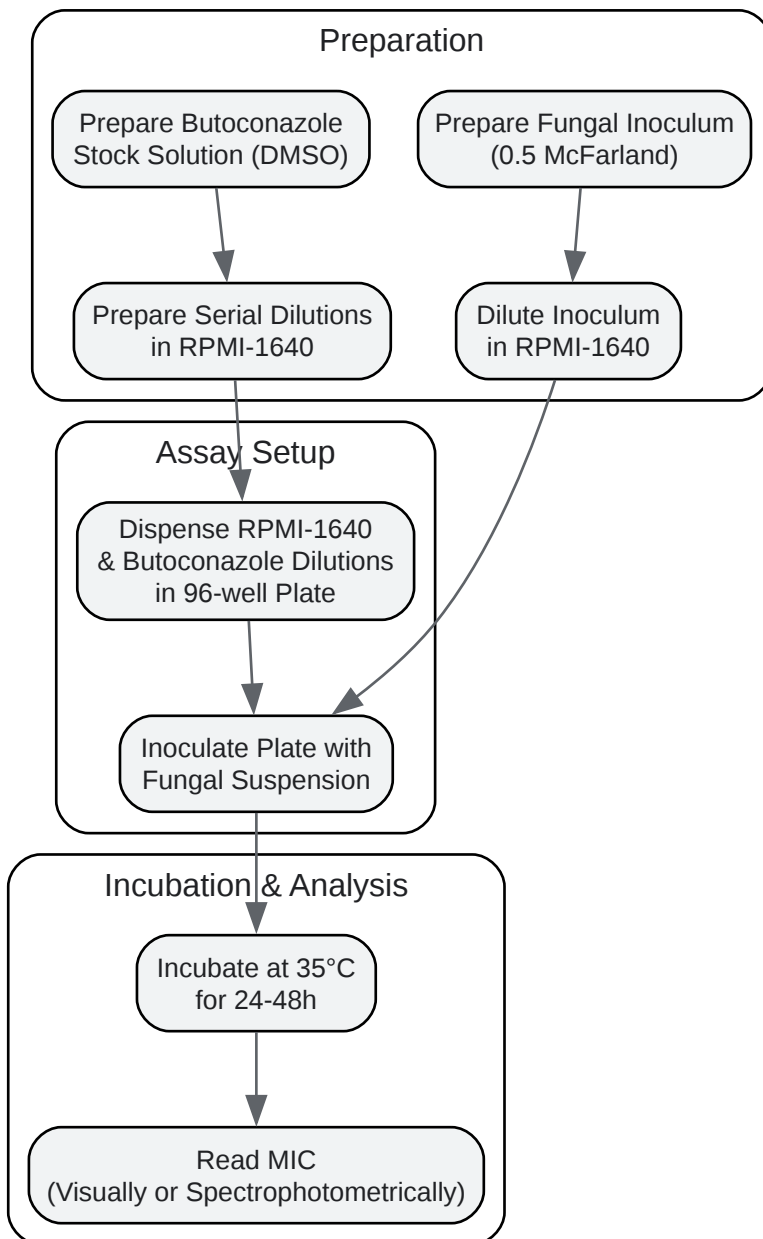 Preparation
Prepare Butoconazole
Stock Solution (DMSO)
Prepare Fungal Inoculum
(0.5 McFarland)
Prepare Serial Dilutions
in RPMI-1640
Dilute Inoculum
in RPMI-1640
Assay Setup
Dispense RPMI-1640
& Butoconazole Dilutions
in 96-well Plate
Inoculate Plate with
Fungal Suspension
Incubation & Analysis
Incubate at 35°C
for 24-48h
Read MIC
(Visually or Spectrophotometrically)